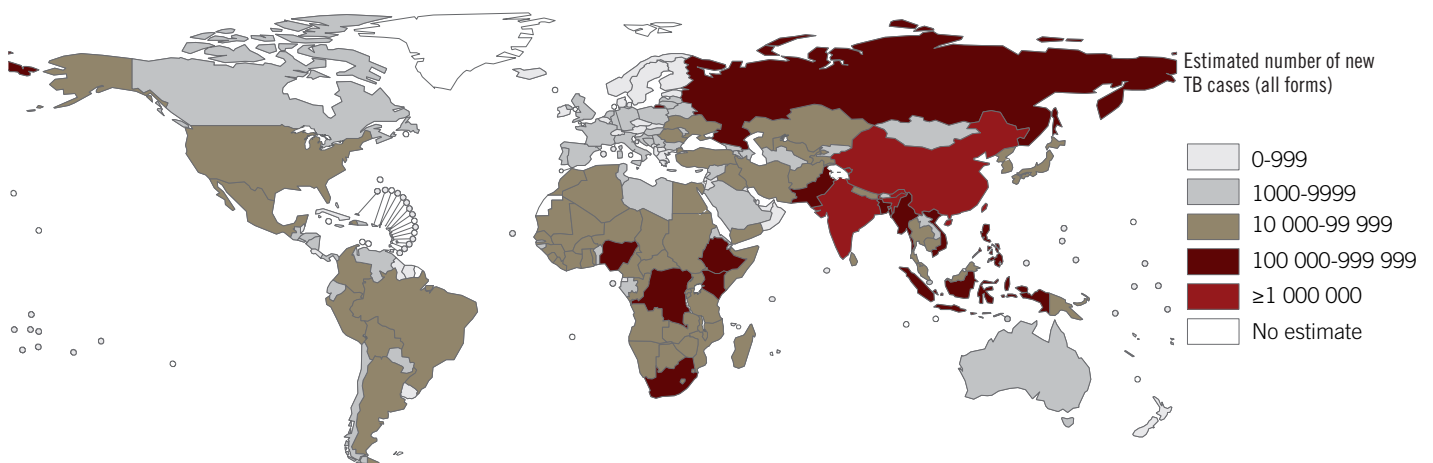 Estimated number of new
TB cases (all forms)
0-999
1000-9999
10 000-99 999
100 000-999 999
≥1 000 000
No estimate